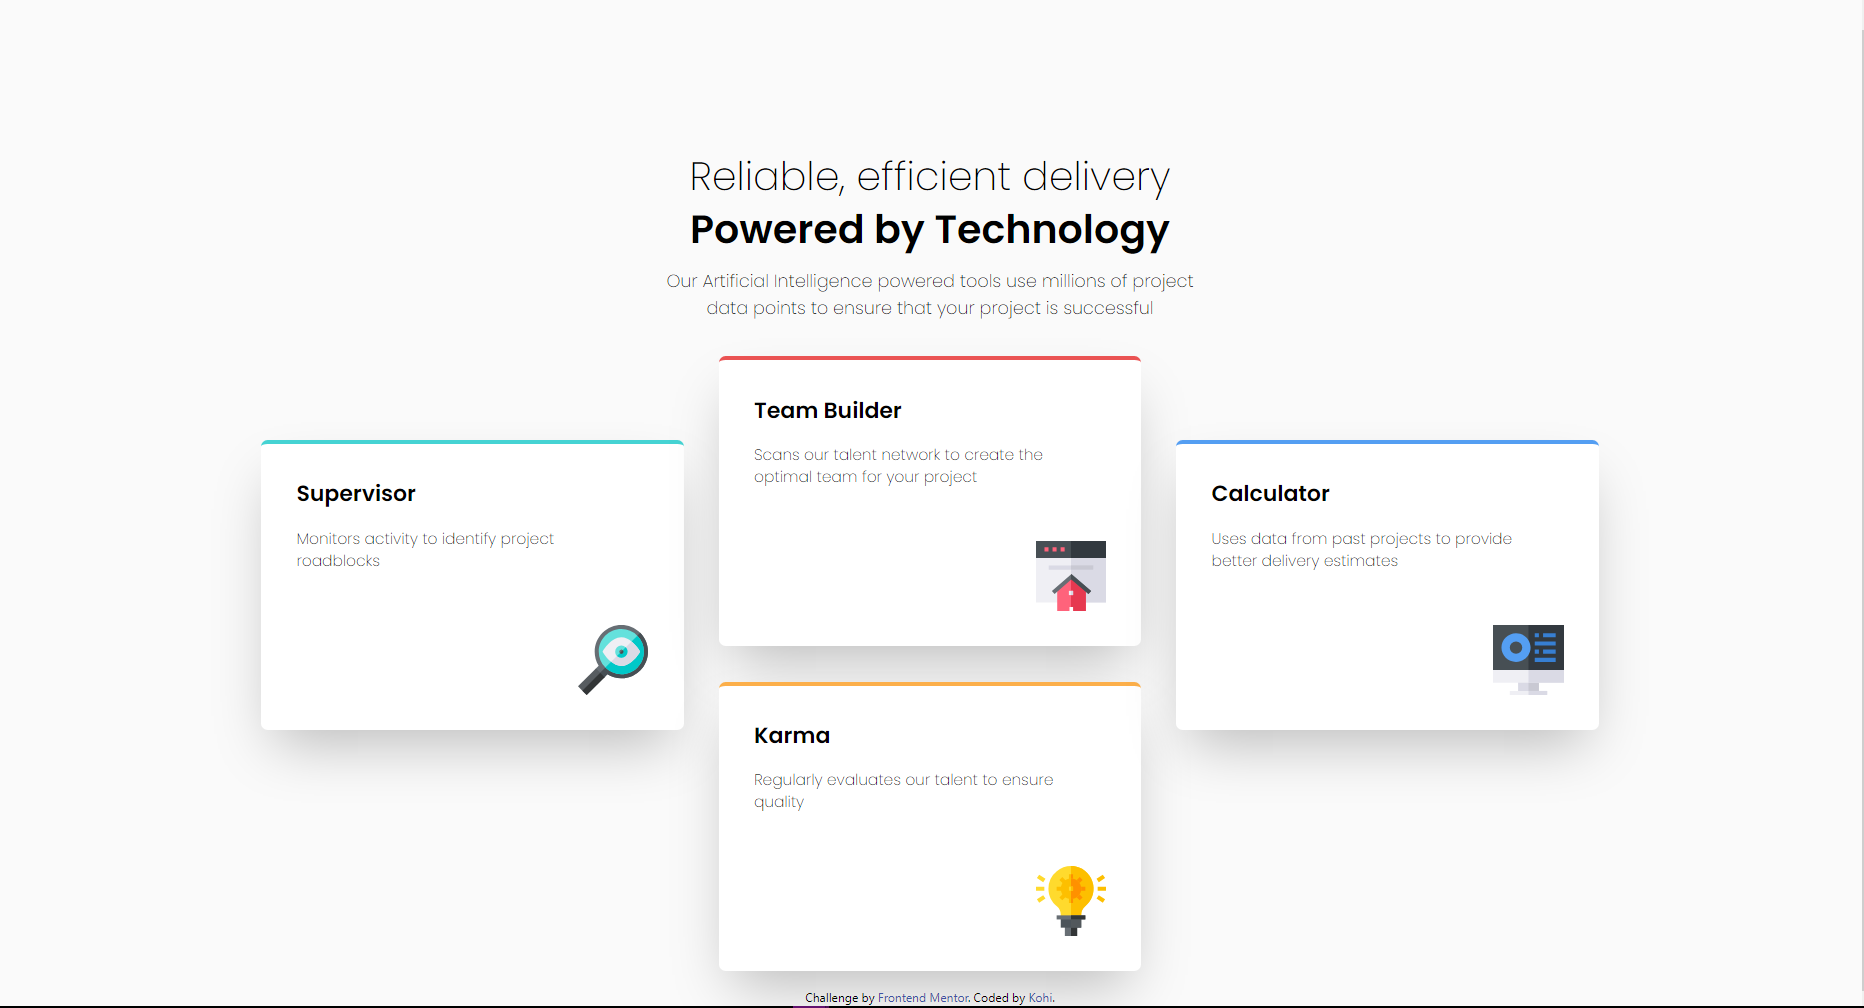 Reliable, efficient delivery
Powered by Technology
Our Artificial Intelligence powered tools use millions of project
data points to ensure that your project is successful
Supervisor
Monitors activity to identify project
roadblocks
Team Builder
Scans our talent network to create the
optimal team for your project
Karma
Regularly evaluates our talent to ensure
quality
Calculator
Uses data from past projects to provide
better delivery estimates
Challenge by Frontend Mentor. Coded by Kohi.